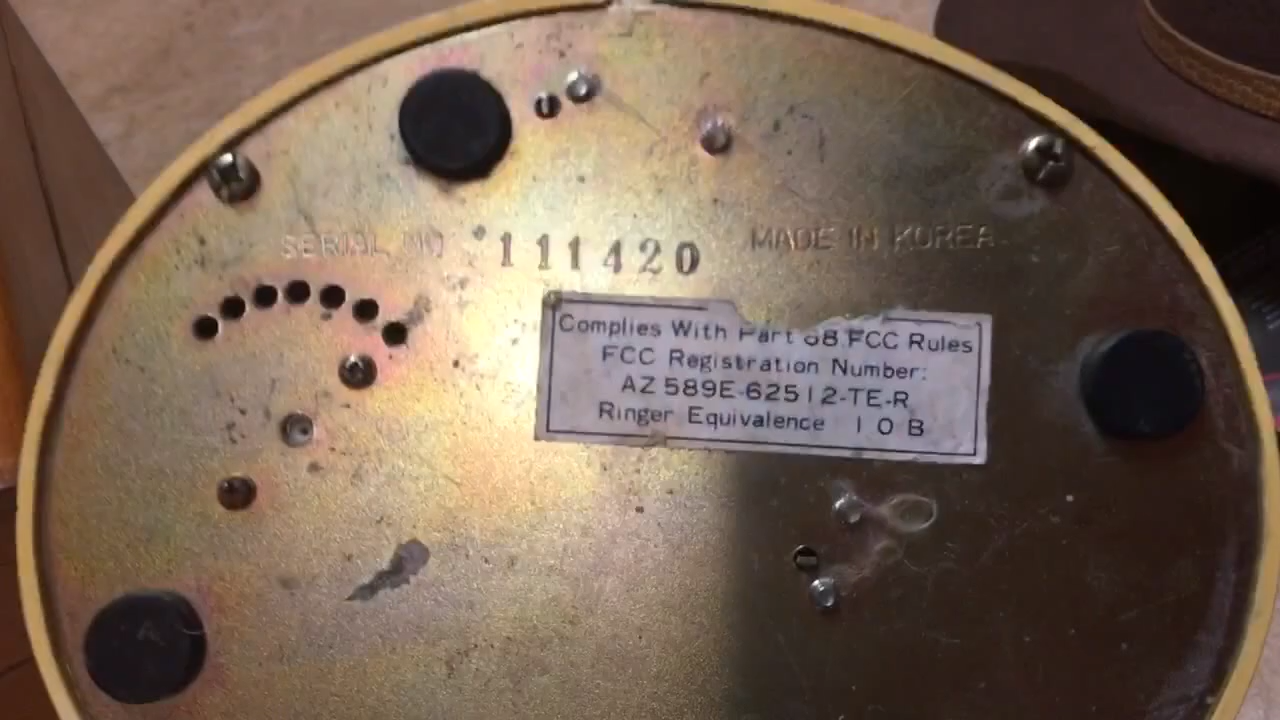 SERIAL NO 111420 MADE IN KOREA
Complies With Part 68 FCC Rules
FCC Registration Number:
AZ589E-62512-TE-R
Ringer Equivalence 1 0 B